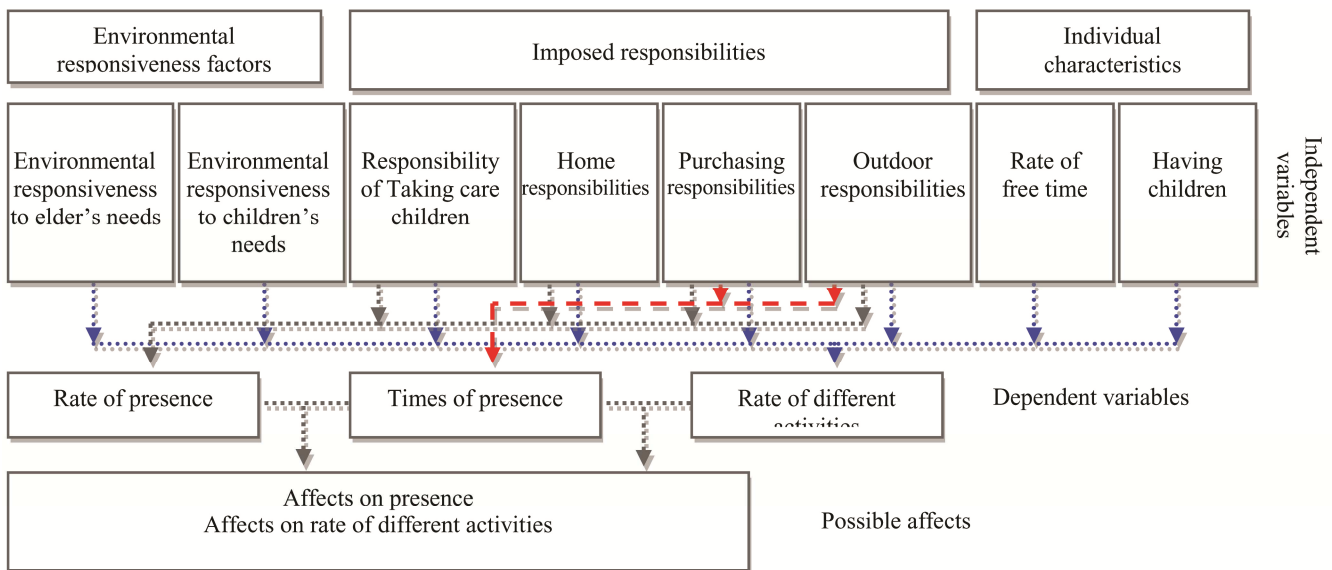 Environmental
responsiveness factors
Imposed responsibilities
Individual
characteristics
Environmental
responsiveness
to elder’s needs
Environmental
responsiveness
to children’s
needs
Responsibility
of Taking care
children
Home
responsibilities
Purchasing
responsibilities
Outdoor
responsibilities
Rate of
free time
Having
children
Independent
variables
Rate of presence
Times of presence
Rate of different
activities
Dependent variables
Affects on presence
Affects on rate of different activities
Possible affects